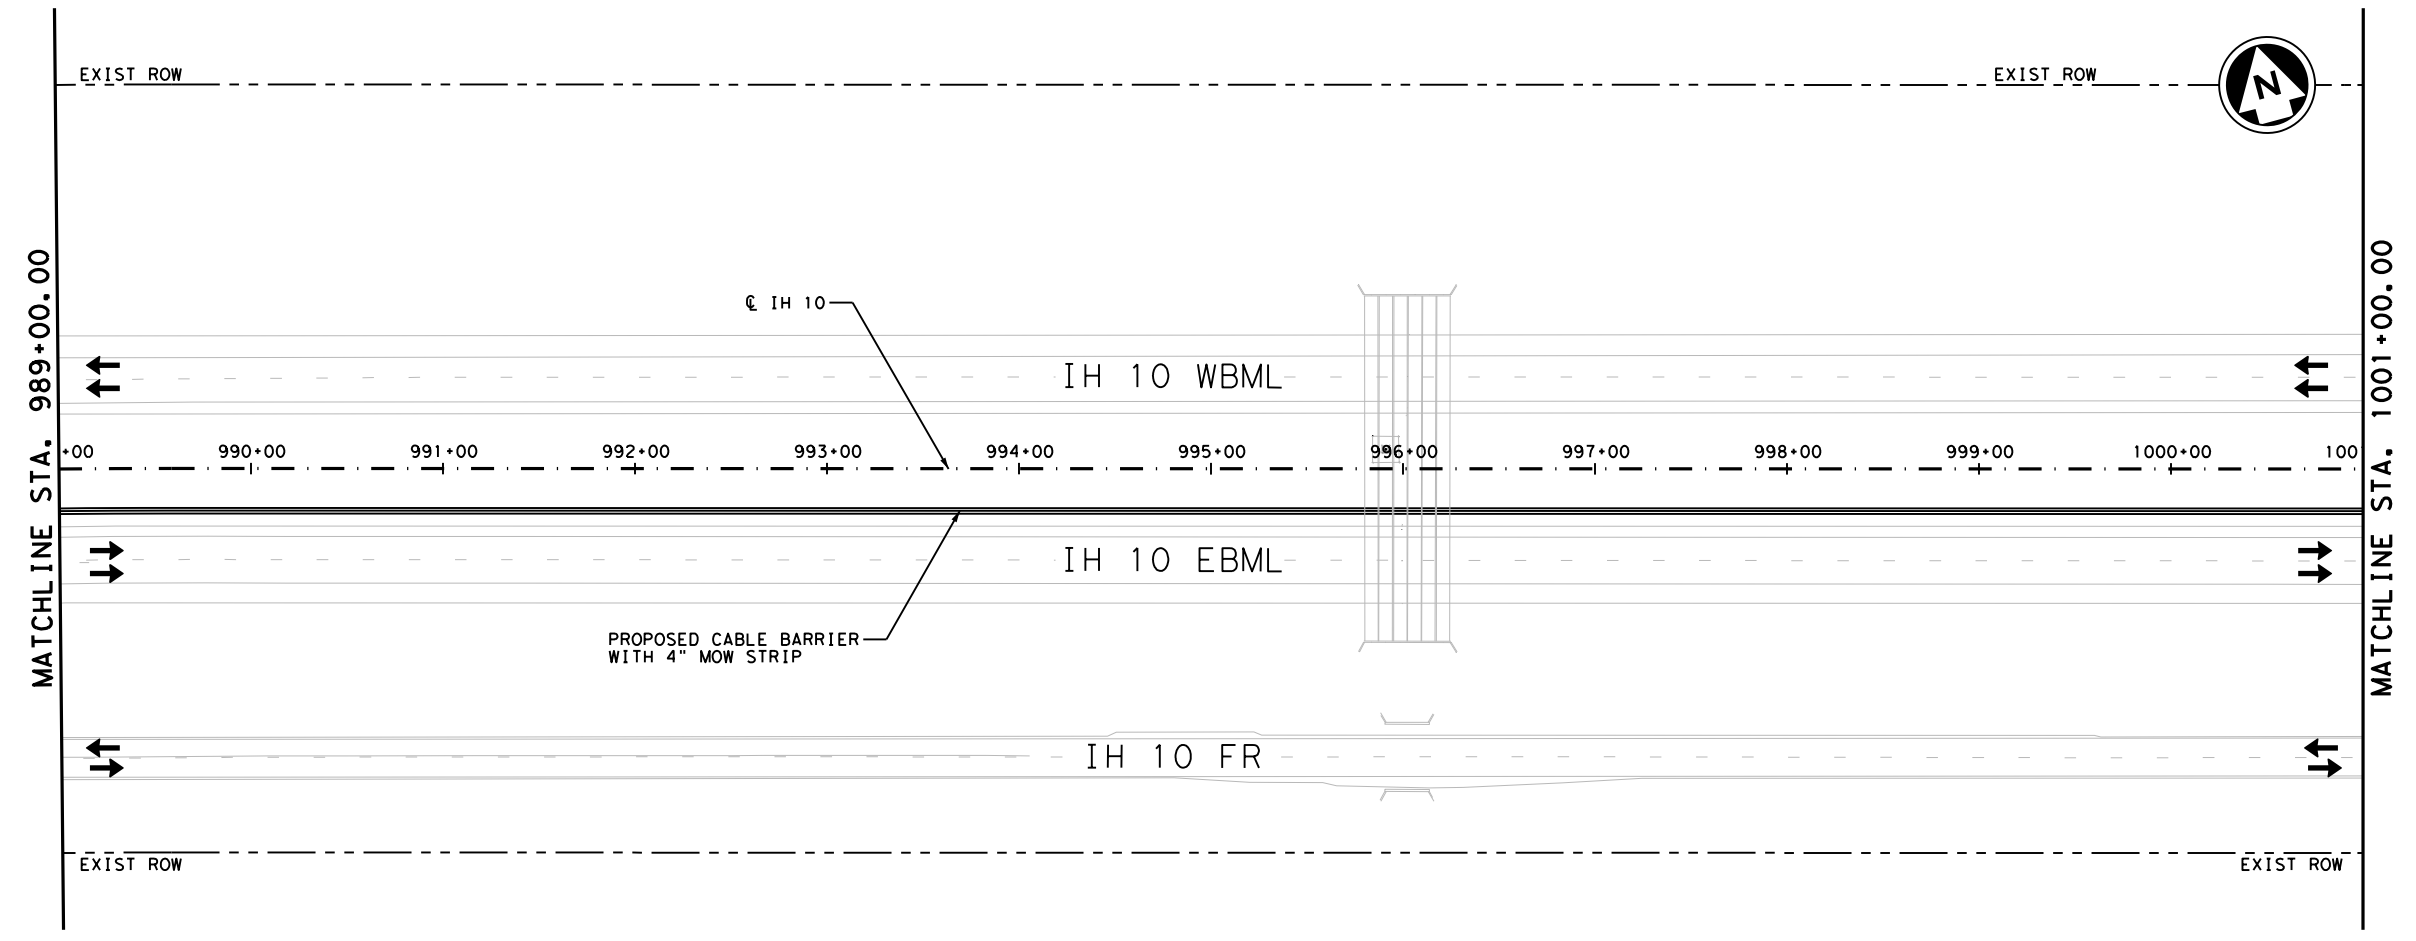 EXIST ROW
EXIST ROW
N
MATCHLINE STA. 989+00.00
MATCHLINE STA. 1001+00.00
℄ IH 10
IH 10 WBML
+00 990+00 991+00 992+00 993+00 994+00 995+00 996+00 997+00 998+00 999+00 1000+00 100
IH 10 EBML
PROPOSED CABLE BARRIER
WITH 4" MOW STRIP
IH 10 FR
EXIST ROW
EXIST ROW